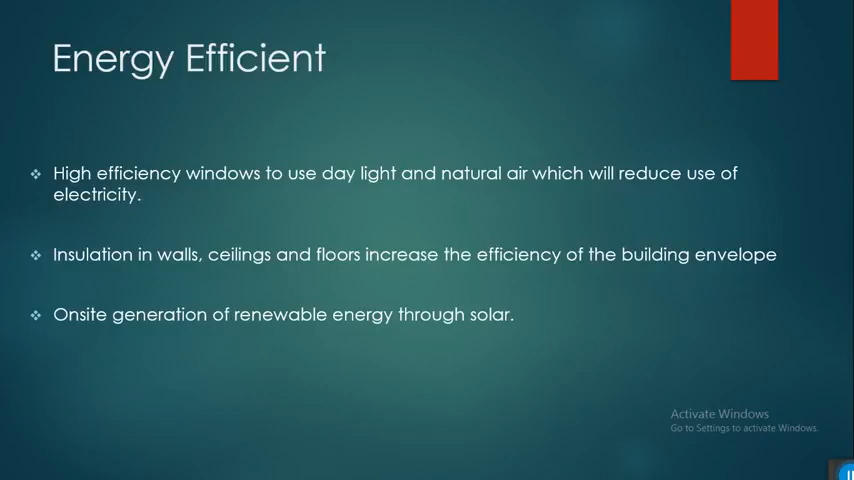 Energy Efficient
High efficiency windows to use day light and natural air which will reduce use of
electricity.
Insulation in walls, ceilings and floors increase the efficiency of the building envelope
Onsite generation of renewable energy through solar.
Activate Windows
Go to Settings to activate Windows.